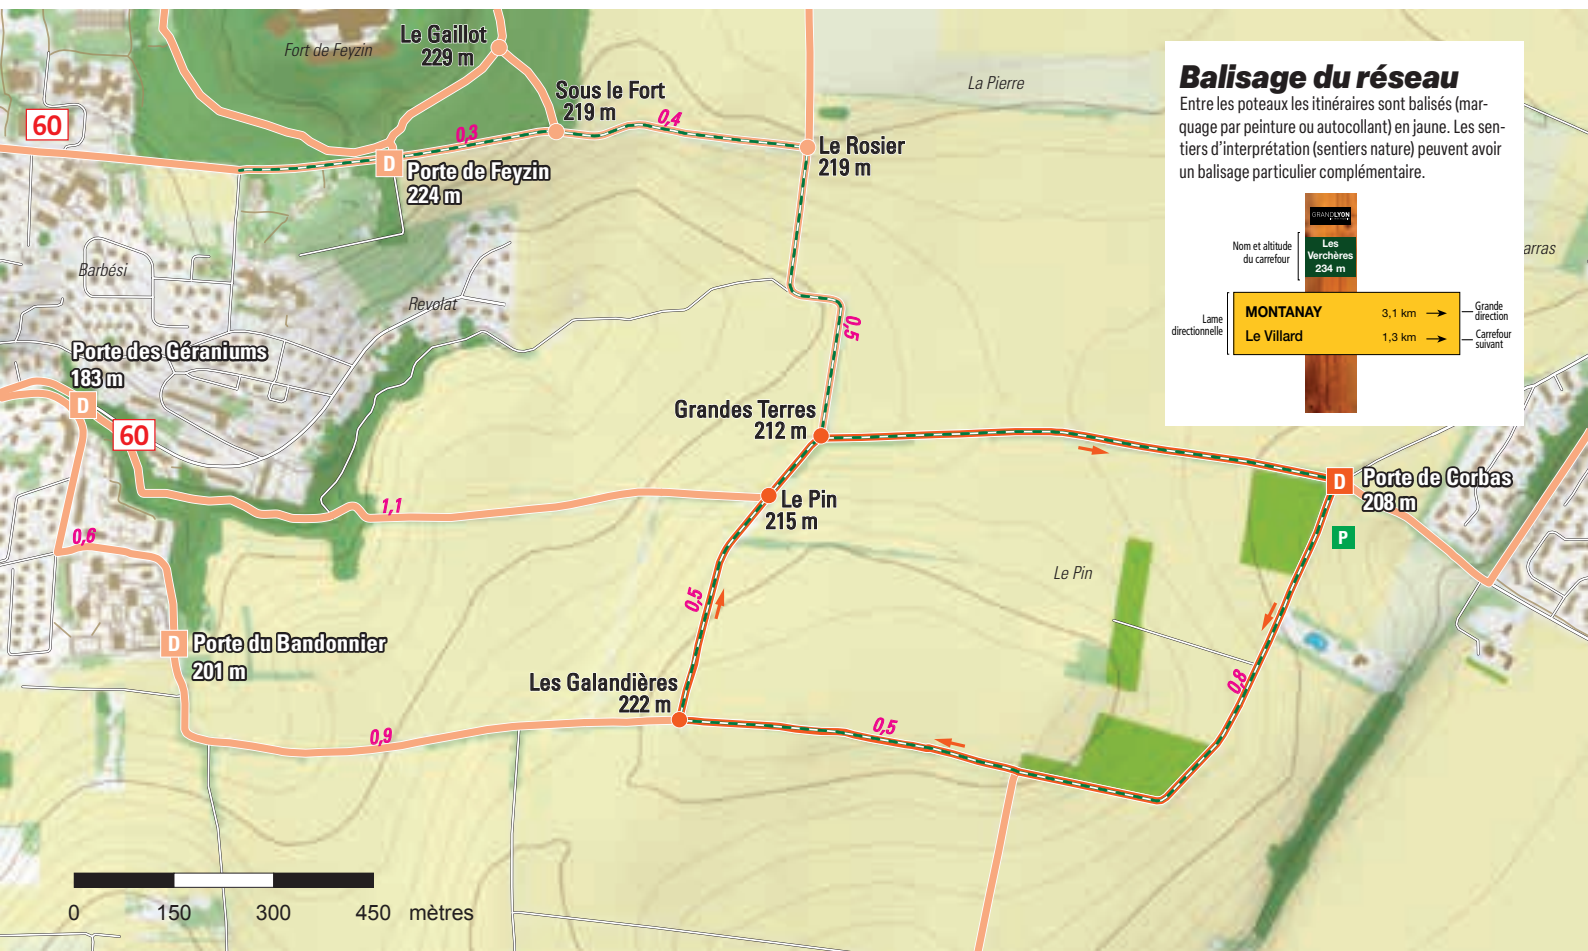 Le Gaillot
229 m
Fort de Feyzin
Sous le Fort
219 m
La Pierre
60
0,3
0,4
Le Rosier
219 m
D
Porte de Feyzin
224 m
Balisage du réseau
Entre les poteaux les itinéraires sont balisés (mar-
quage par peinture ou autocollant) en jaune. Les sen-
tiers d'interprétation (sentiers nature) peuvent avoir
un balisage particulier complémentaire.
GRANDLYON
Nom et altitude
du carrefour
Les
Verchères
234 m
Lame
directionnelle
MONTANAY 3,1 km
Le Villard 1,3 km
Grande
direction
Carrefour
suivant
arras
Barbési
Revolat
0,5
Porte des Géraniums
183 m
D
60
Grandes Terres
212 m
Le Pin
215 m
1,1
D
Porte de Corbas
208 m
P
0,6
Le Pin
0,5
D
Porte du Bandonnier
201 m
Les Galandières
222 m
0,8
0,9
0,5
0 150 300 450 mètres